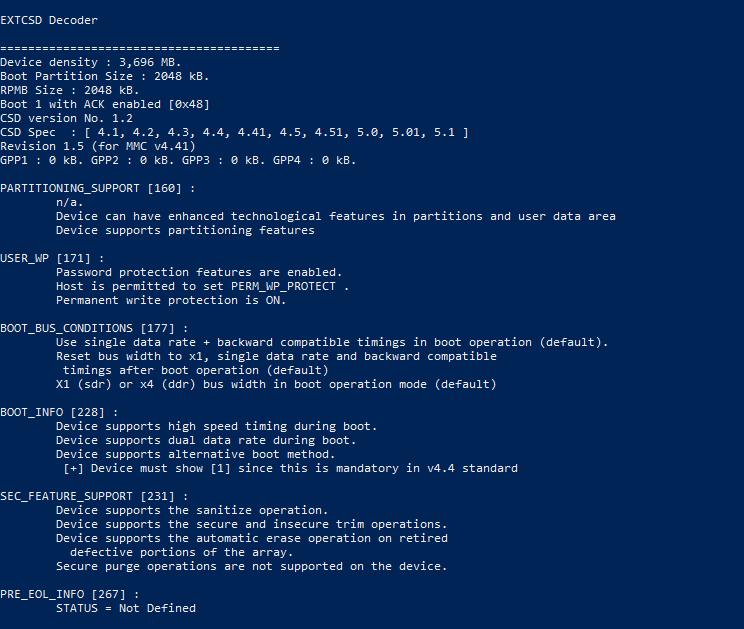 EXTCSD Decoder
========================================
Device density : 3,696 MB.
Boot Partition Size : 2048 kB.
RPMB Size : 2048 kB.
Boot 1 with ACK enabled [0x48]
CSD version No. 1.2
CSD Spec  : [ 4.1, 4.2, 4.3, 4.4, 4.41, 4.5, 4.51, 5.0, 5.01, 5.1 ]
Revision 1.5 (for MMC v4.41)
GPP1 : 0 kB. GPP2 : 0 kB. GPP3 : 0 kB. GPP4 : 0 kB.
PARTITIONING_SUPPORT [160] :
n/a.
Device can have enhanced technological features in partitions and user data area
Device supports partitioning features
USER_WP [171] :
Password protection features are enabled.
Host is permitted to set PERM_WP_PROTECT .
Permanent write protection is ON.
BOOT_BUS_CONDITIONS [177] :
Use single data rate + backward compatible timings in boot operation (default).
Reset bus width to x1, single data rate and backward compatible
timings after boot operation (default)
X1 (sdr) or x4 (ddr) bus width in boot operation mode (default)
BOOT_INFO [228] :
Device supports high speed timing during boot.
Device supports dual data rate during boot.
Device supports alternative boot method.
[+] Device must show [1] since this is mandatory in v4.4 standard
SEC_FEATURE_SUPPORT [231] :
Device supports the sanitize operation.
Device supports the secure and insecure trim operations.
Device supports the automatic erase operation on retired
defective portions of the array.
Secure purge operations are not supported on the device.
PRE_EOL_INFO [267] :
STATUS = Not Defined